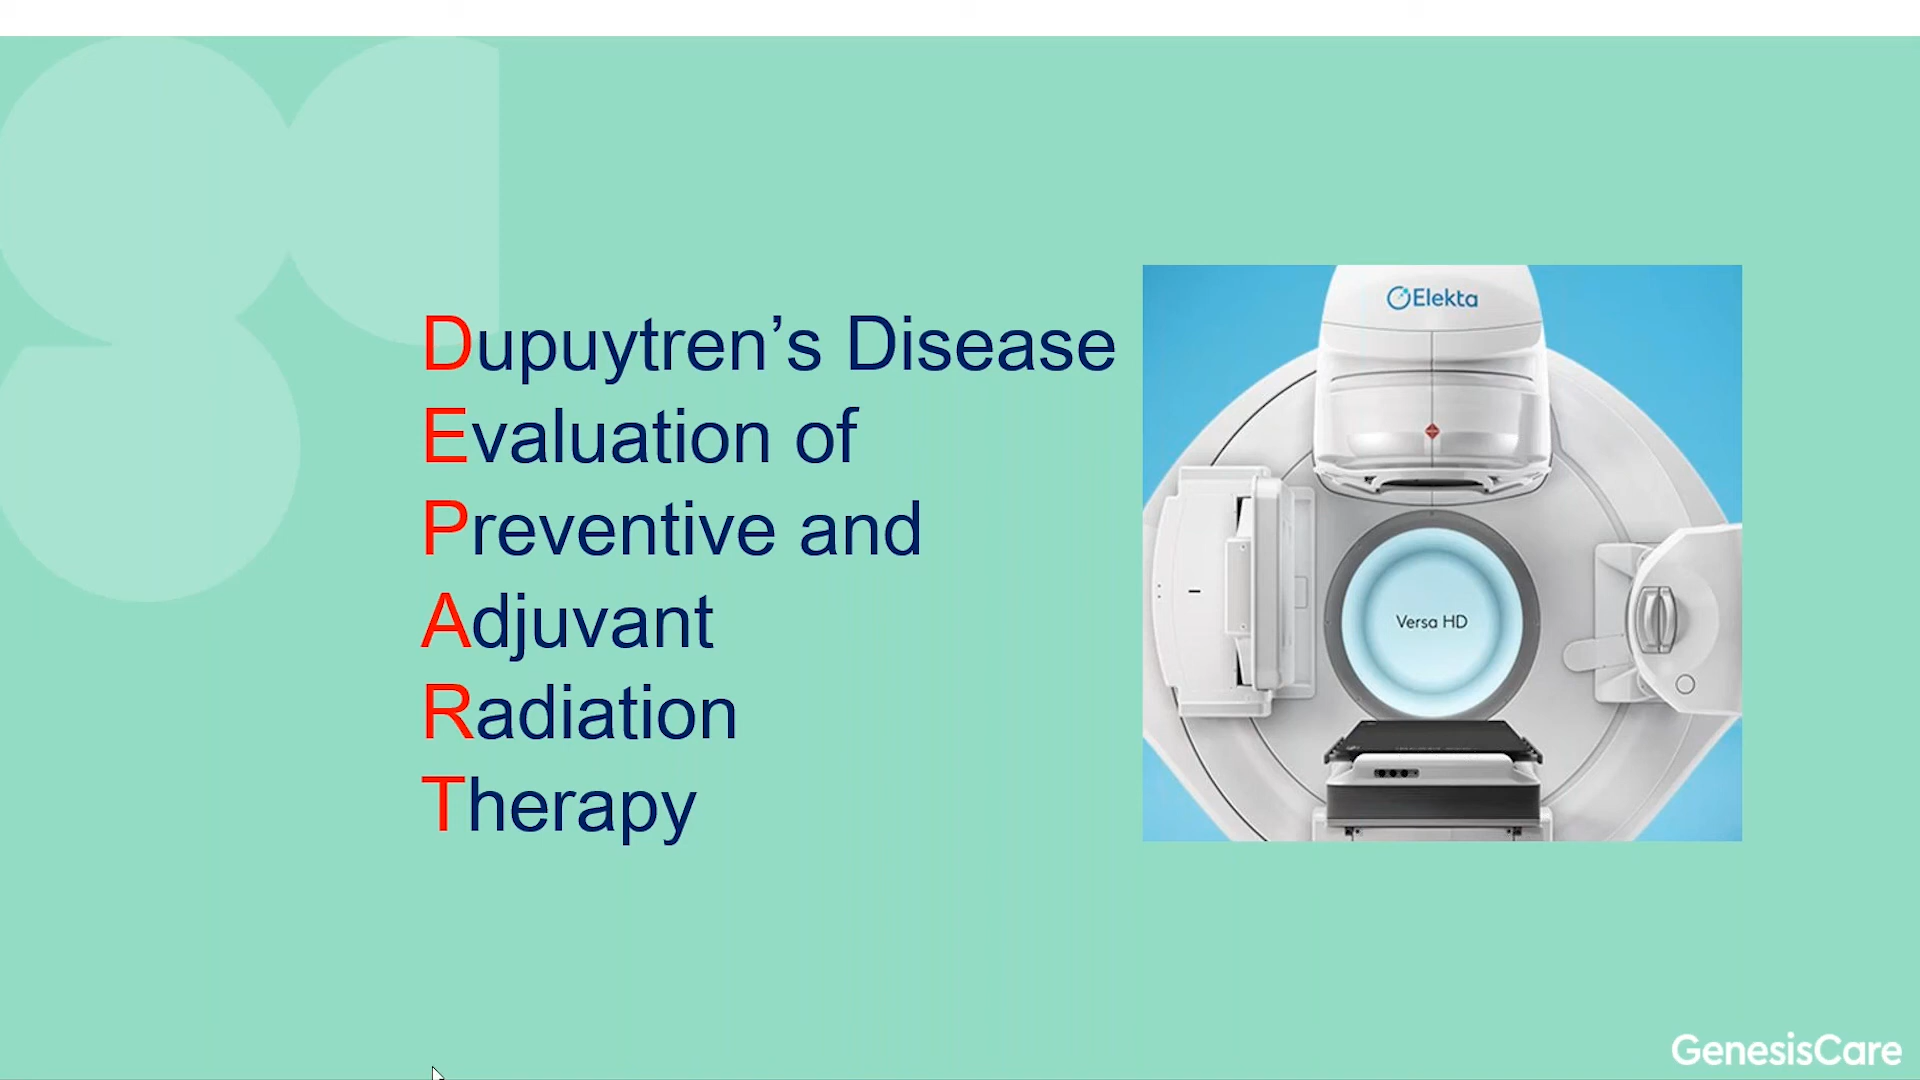 Dupuytren’s Disease
Evaluation of
Preventive and
Adjuvant
Radiation
Therapy
Elekta
Versa HD
GenesisCare